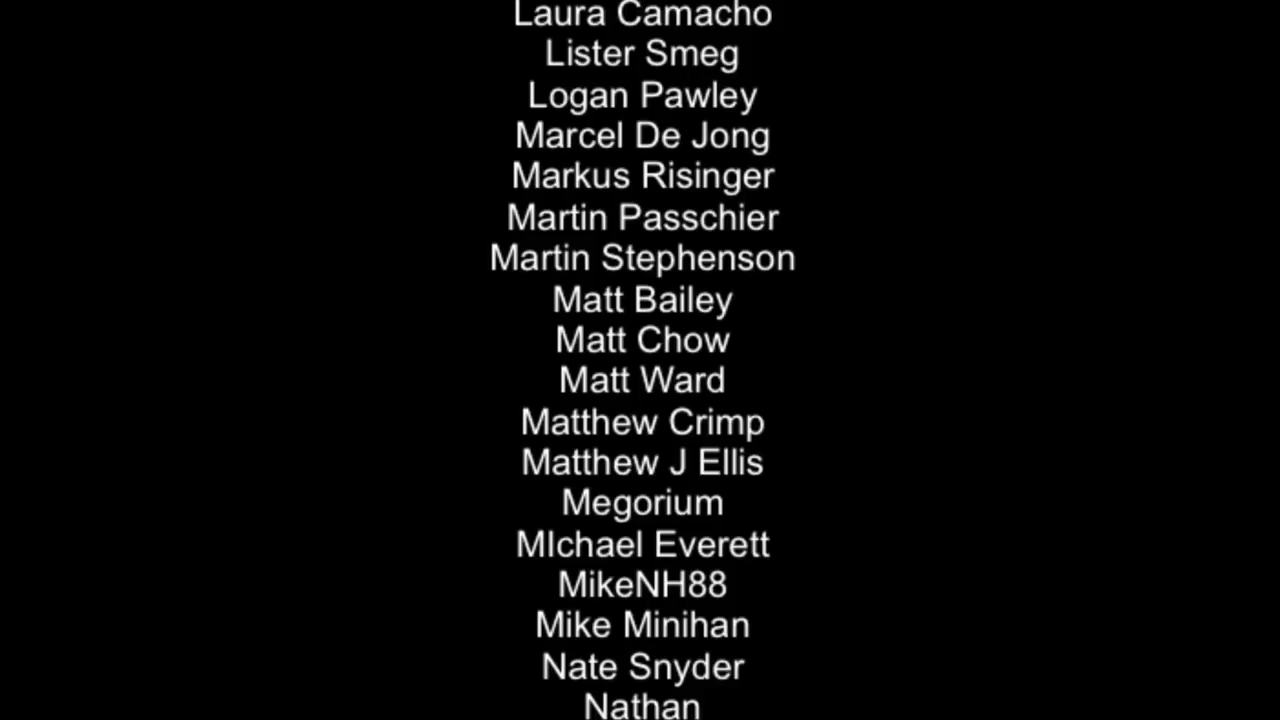 Laura Camacho
Lister Smeg
Logan Pawley
Marcel De Jong
Markus Risinger
Martin Passchier
Martin Stephenson
Matt Bailey
Matt Chow
Matt Ward
Matthew Crimp
Matthew J Ellis
Megorium
MIchael Everett
MikeNH88
Mike Minihan
Nate Snyder
Nathan